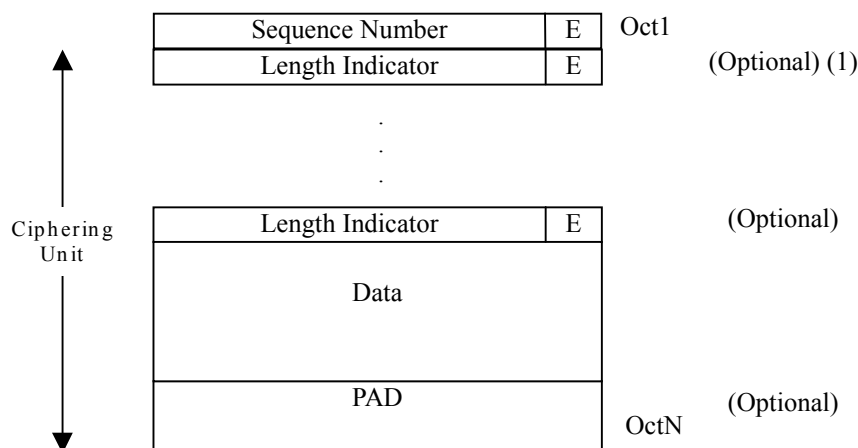 Sequence Number E Oct1
Length Indicator E (Optional) (1)
.
.
.
Length Indicator E (Optional)
Ciphering
Unit
Data
PAD (Optional)
OctN